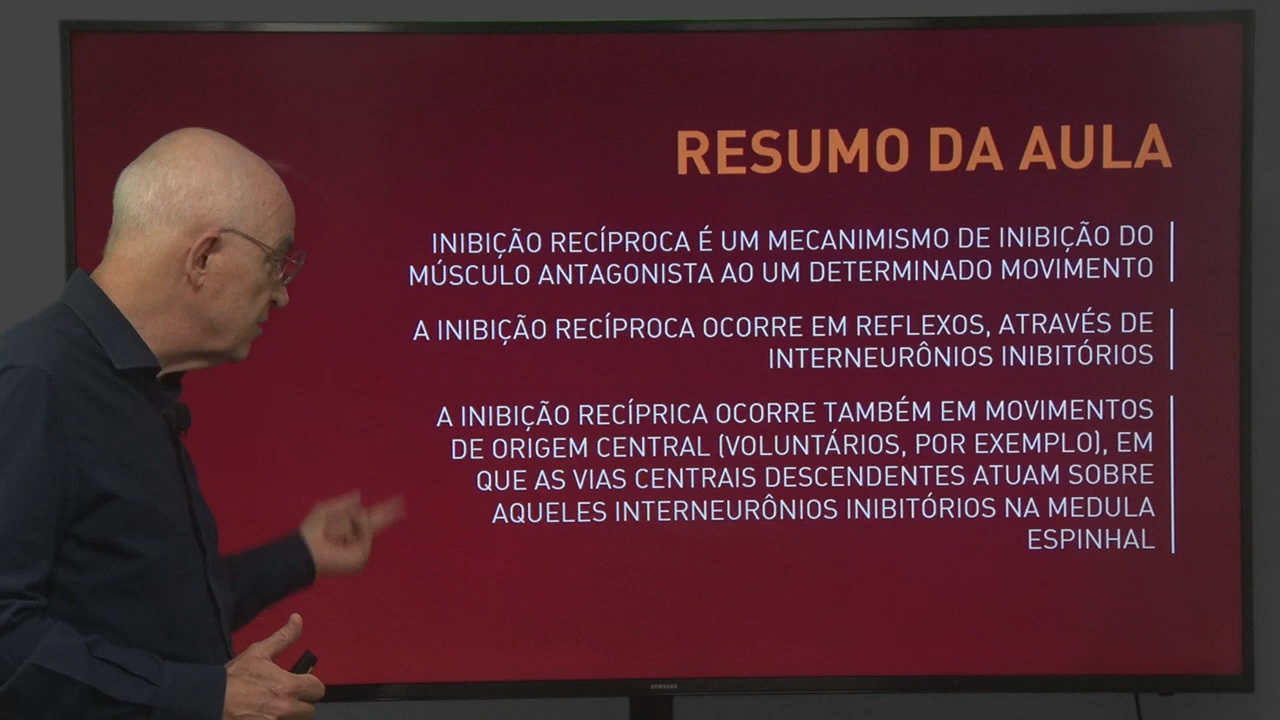 RESUMO DA AULA
INIBIÇÃO RECÍPROCA É UM MECANIMISMO DE INIBIÇÃO DO
MÚSCULO ANTAGONISTA AO UM DETERMINADO MOVIMENTO
A INIBIÇÃO RECÍPROCA OCORRE EM REFLEXOS, ATRAVÉS DE
INTERNEURÔNIOS INIBITÓRIOS
A INIBIÇÃO RECÍPRICA OCORRE TAMBÉM EM MOVIMENTOS
DE ORIGEM CENTRAL (VOLUNTÁRIOS, POR EXEMPLO), EM
QUE AS VIAS CENTRAIS DESCENDENTES ATUAM SOBRE
AQUELES INTERNEURÔNIOS INIBITÓRIOS NA MEDULA
ESPINHAL
SAMSUNG